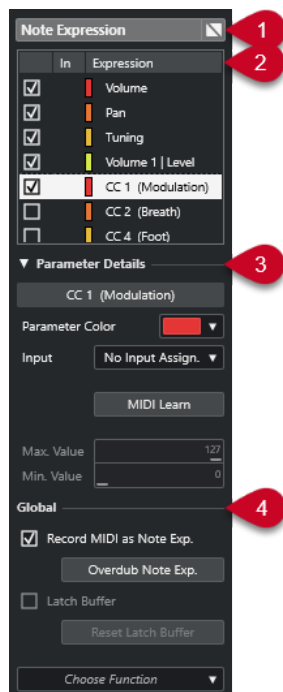 Note Expression
1
In Expression
2
Volume
Pan
Tuning
Volume 1 | Level
CC 1 (Modulation)
CC 2 (Breath)
CC 4 (Foot)
▼ Parameter Details
3
CC 1 (Modulation)
Parameter Color
Input No Input Assign.
MIDI Learn
Max. Value 127
Min. Value 0
Global
4
Record MIDI as Note Exp.
Overdub Note Exp.
Latch Buffer
Reset Latch Buffer
Choose Function